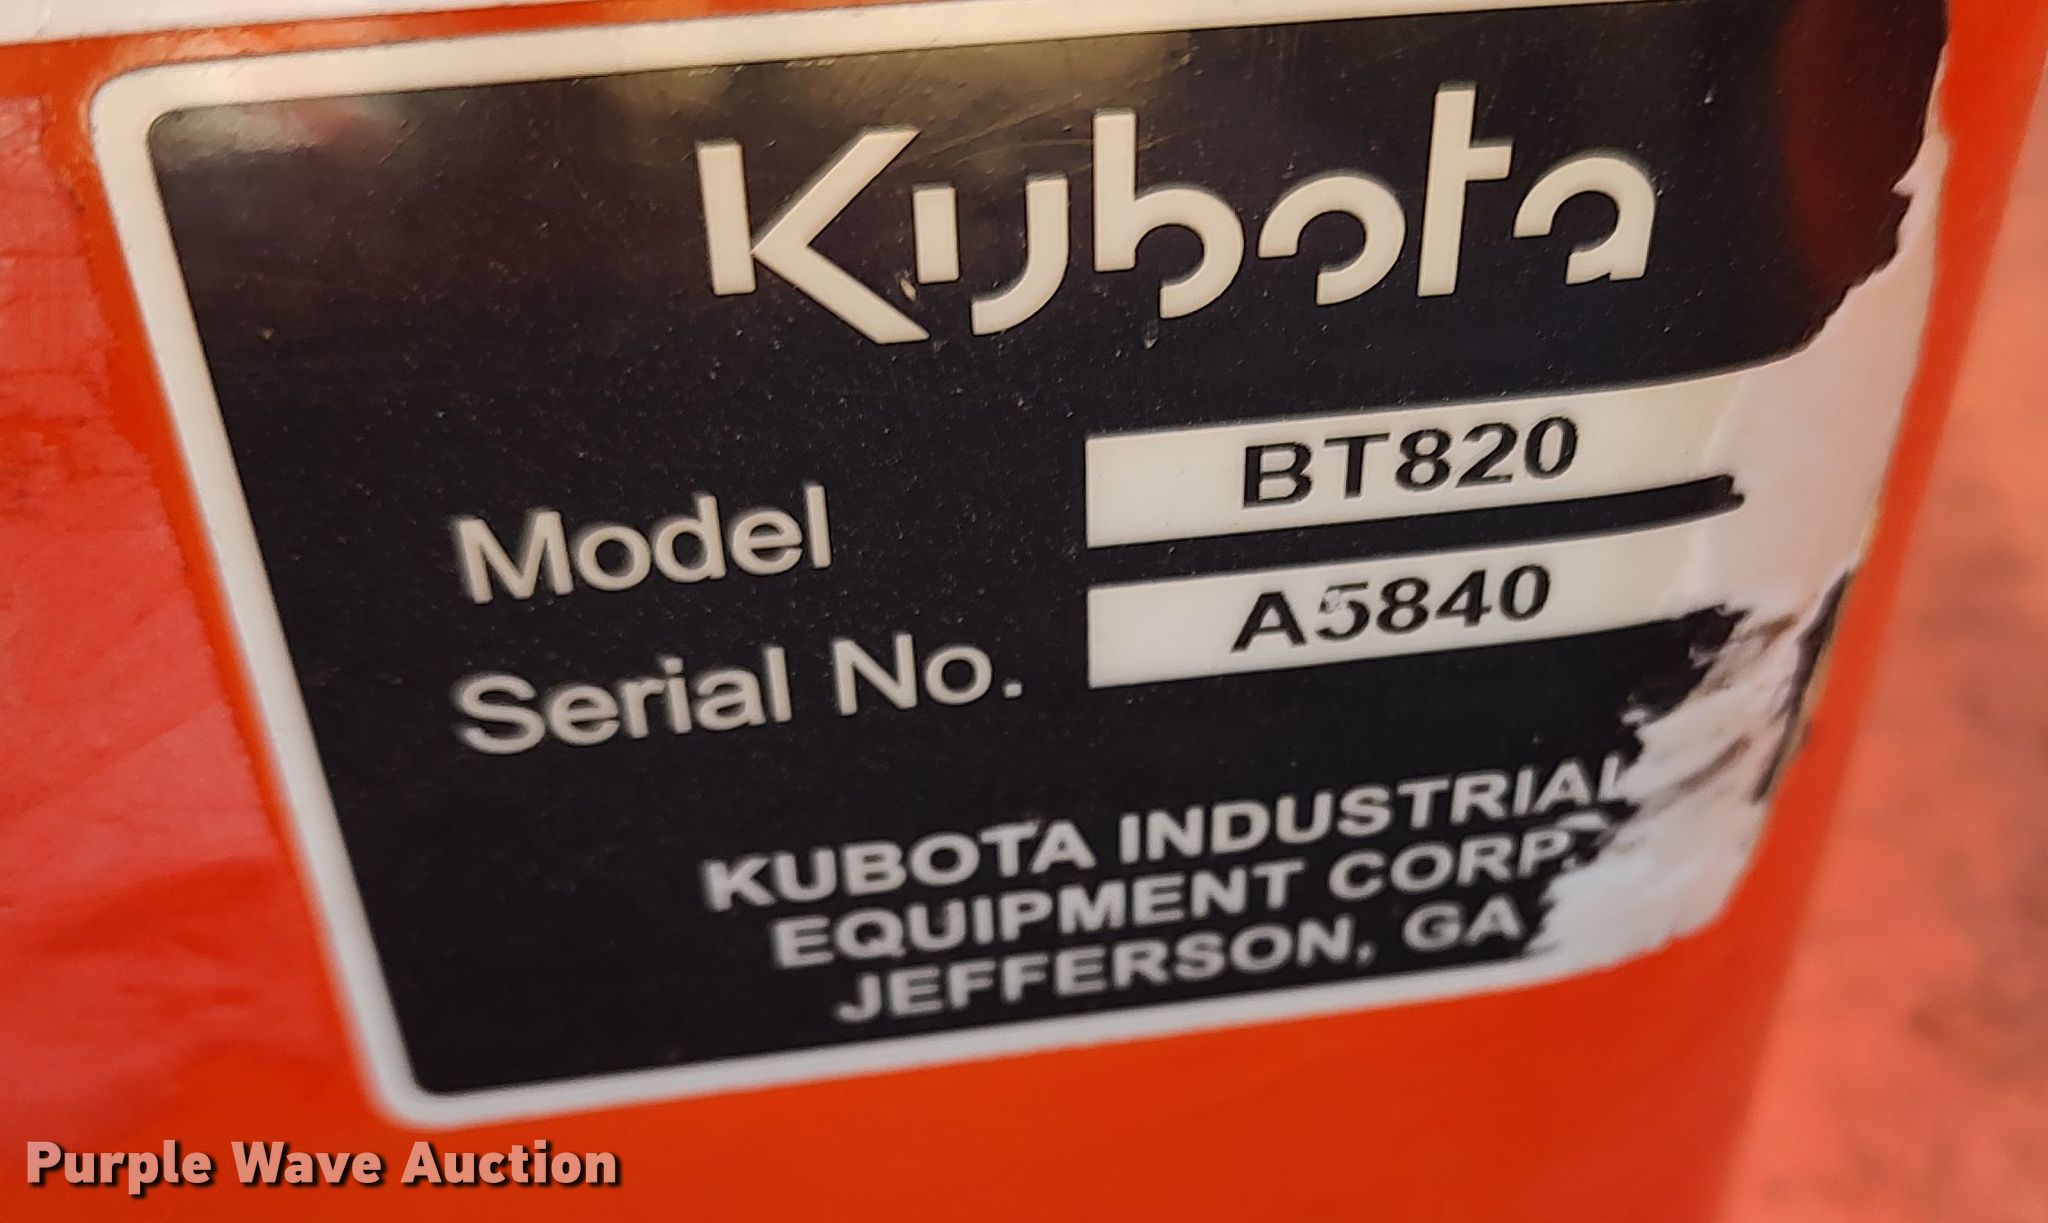 Kubota
Model BT820
Serial No. A5840
KUBOTA INDUSTRIAL
EQUIPMENT CORP.
JEFFERSON, GA
Purple Wave Auction